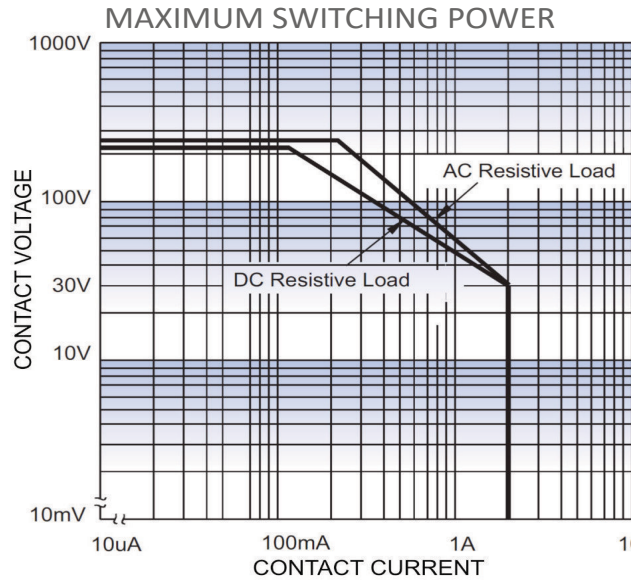 MAXIMUM SWITCHING POWER
1000V
AC Resistive Load
100V
CONTACT VOLTAGE
DC Resistive Load
30V
10V
10mV
10uA
100mA
1A
10
CONTACT CURRENT